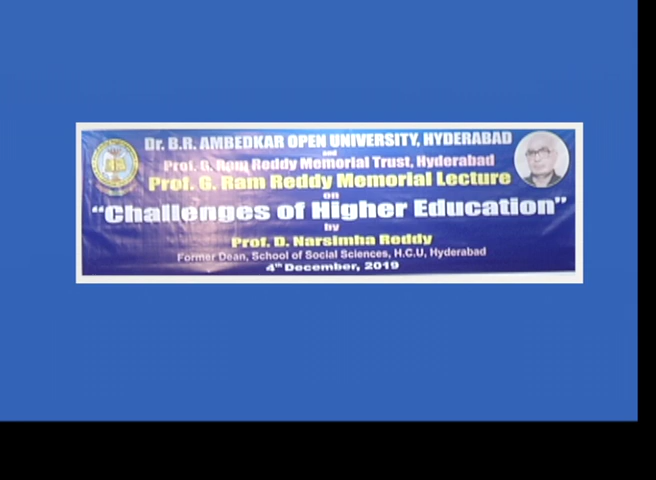 Dr. B.R. AMBEDKAR OPEN UNIVERSITY, HYDERABAD
and
Prof. G. Ram Reddy Memorial Trust, Hyderabad
Prof. G. Ram Reddy Memorial Lecture
on
“Challenges of Higher Education”
by
Prof. D. Narsimha Reddy
Former Dean, School of Social Sciences, H.C.U, Hyderabad
4th December, 2019